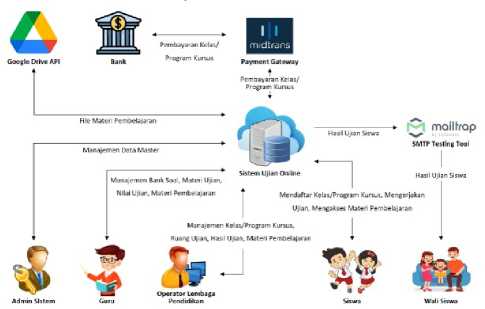 Pembayaran Kelas/
Program Kursus
midtrans
Google Drive API
Bank
Payment Gateway
Pembayaran Kelas/
Program Kursus
File Materi Pembelajaran
Hasil Ujian Siswa
mailtrap
Manajemen Data Master
Sistem Ujian Online
SMTP Testing Tool
Manajemen Bank Soal, Materi Ujian,
Nilai Ujian, Materi Pembelajaran
Hasil Ujian Siswa
Mendaftar Kelas/Program Kursus, Mengerjakan
Ujian, Mengakses Materi Pembelajaran
Manajemen Kelas/Program Kursus,
Ruang Ujian, Hasil Ujian, Materi Pembelajaran
Admin Sistem
Guru
Operator Lembaga
Pendidikan
Siswa
Wali Siswa